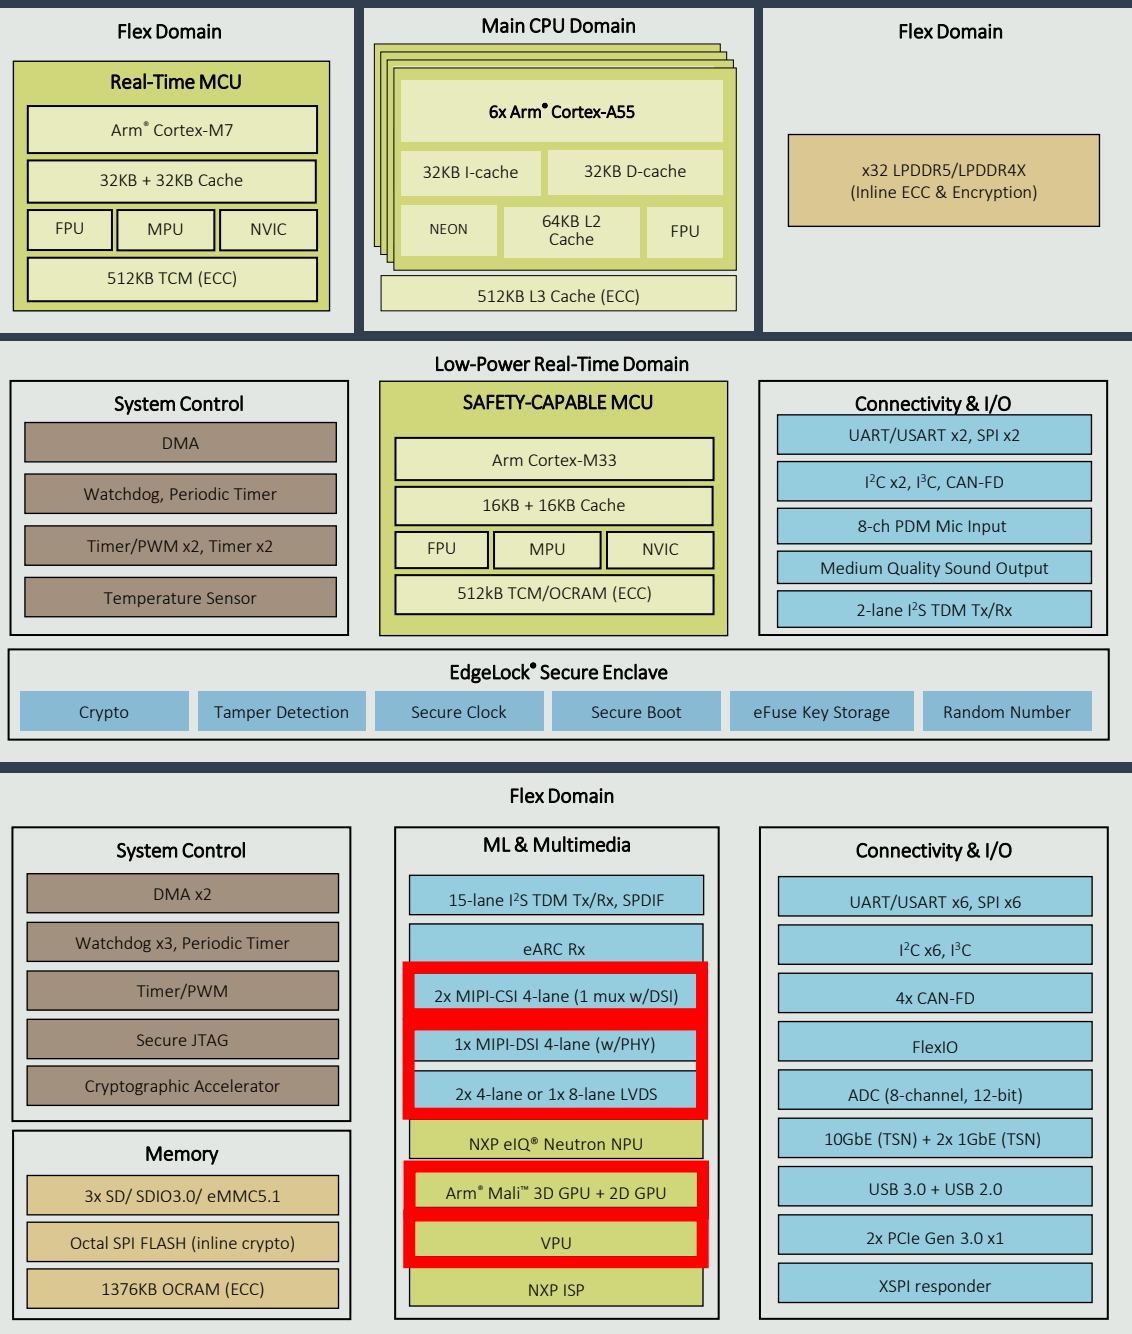 Flex Domain
Real-Time MCU
Arm® Cortex-M7
32KB + 32KB Cache
FPU
MPU
NVIC
512KB TCM (ECC)
Main CPU Domain
6x Arm® Cortex-A55
32KB I-cache
32KB D-cache
NEON
64KB L2
Cache
FPU
512KB L3 Cache (ECC)
Flex Domain
x32 LPDDR5/LPDDR4X
(Inline ECC & Encryption)
Low-Power Real-Time Domain
System Control
DMA
Watchdog, Periodic Timer
Timer/PWM x2, Timer x2
Temperature Sensor
SAFETY-CAPABLE MCU
Arm Cortex-M33
16KB + 16KB Cache
FPU
MPU
NVIC
512kB TCM/OCRAM (ECC)
Connectivity & I/O
UART/USART x2, SPI x2
I²C x2, I³C, CAN-FD
8-ch PDM Mic Input
Medium Quality Sound Output
2-lane I²S TDM Tx/Rx
EdgeLock® Secure Enclave
Crypto
Tamper Detection
Secure Clock
Secure Boot
eFuse Key Storage
Random Number
Flex Domain
System Control
DMA x2
Watchdog x3, Periodic Timer
Timer/PWM
Secure JTAG
Cryptographic Accelerator
Memory
3x SD/ SDIO3.0/ eMMC5.1
Octal SPI FLASH (inline crypto)
1376KB OCRAM (ECC)
ML & Multimedia
15-lane I²S TDM Tx/Rx, SPDIF
eARC Rx
2x MIPI-CSI 4-lane (1 mux w/DSI)
1x MIPI-DSI 4-lane (w/PHY)
2x 4-lane or 1x 8-lane LVDS
NXP eIQ® Neutron NPU
Arm® Mali™ 3D GPU + 2D GPU
VPU
NXP ISP
Connectivity & I/O
UART/USART x6, SPI x6
I²C x6, I³C
4x CAN-FD
FlexIO
ADC (8-channel, 12-bit)
10GbE (TSN) + 2x 1GbE (TSN)
USB 3.0 + USB 2.0
2x PCIe Gen 3.0 x1
XSPI responder